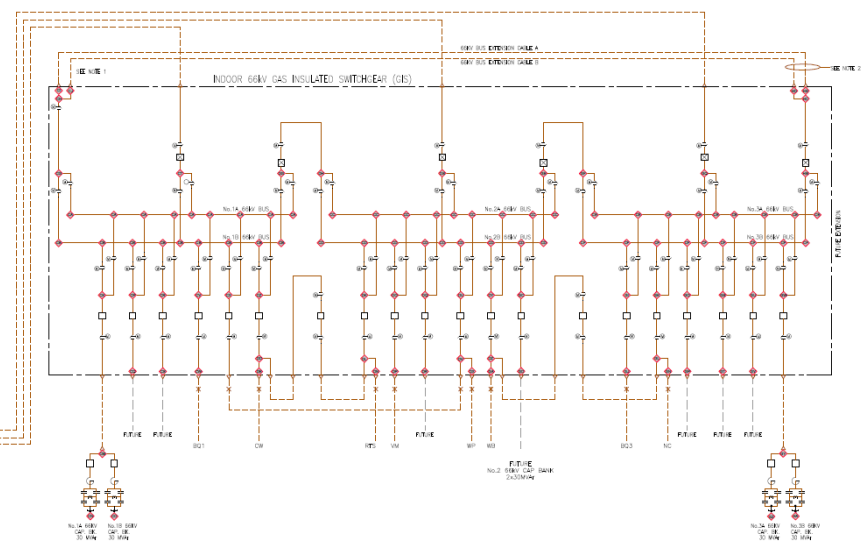 66kV BUS EXTENSION CABLE A
66kV BUS EXTENSION CABLE B
SEE NOTE 1
SEE NOTE 2
INDOOR 66kV GAS INSULATED SWITCHGEAR (GIS)
No.1A 66kV BUS
No.2A 66kV BUS
No.3A 66kV BUS
No.1B 66kV BUS
No.2B 66kV BUS
No.3B 66kV BUS
FUTURE EXTENSION
FUTURE
FUTURE
BQ1
CW
RTS
VM
FUTURE
WP
WB
BQ3
NC
FUTURE
FUTURE
FUTURE
FUTURE
No.2 66kV CAP BANK
2x30MVAr
No.1A 66kV
CAP. BK.
30 MVAr
No.1B 66kV
CAP. BK.
30 MVAr
No.3A 66kV
CAP. BK.
30 MVAr
No.3B 66kV
CAP. BK.
30 MVAr